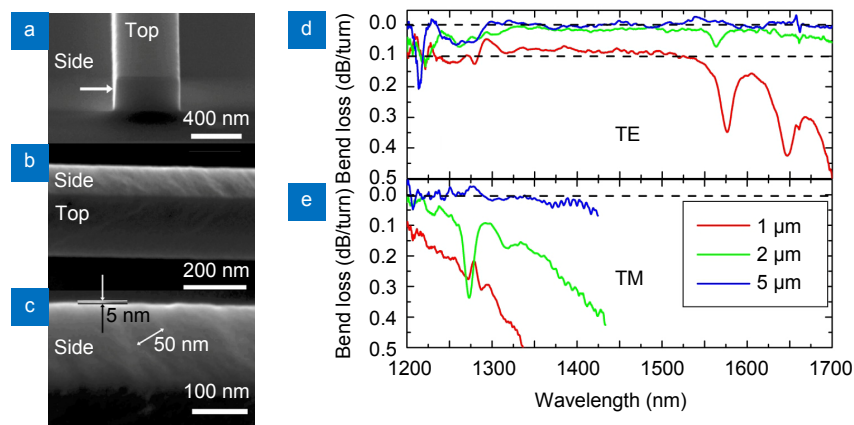 a
Top
Side
400 nm
b
Side
Top
200 nm
c
5 nm
Side
50 nm
100 nm
d
Bend loss (dB/turn)
0.0
0.1
0.2
0.3
0.4
0.5
TE
e
Bend loss (dB/turn)
0.0
0.1
0.2
0.3
0.4
0.5
TM
1 μm
2 μm
5 μm
1200
1300
1400
1500
1600
1700
Wavelength (nm)